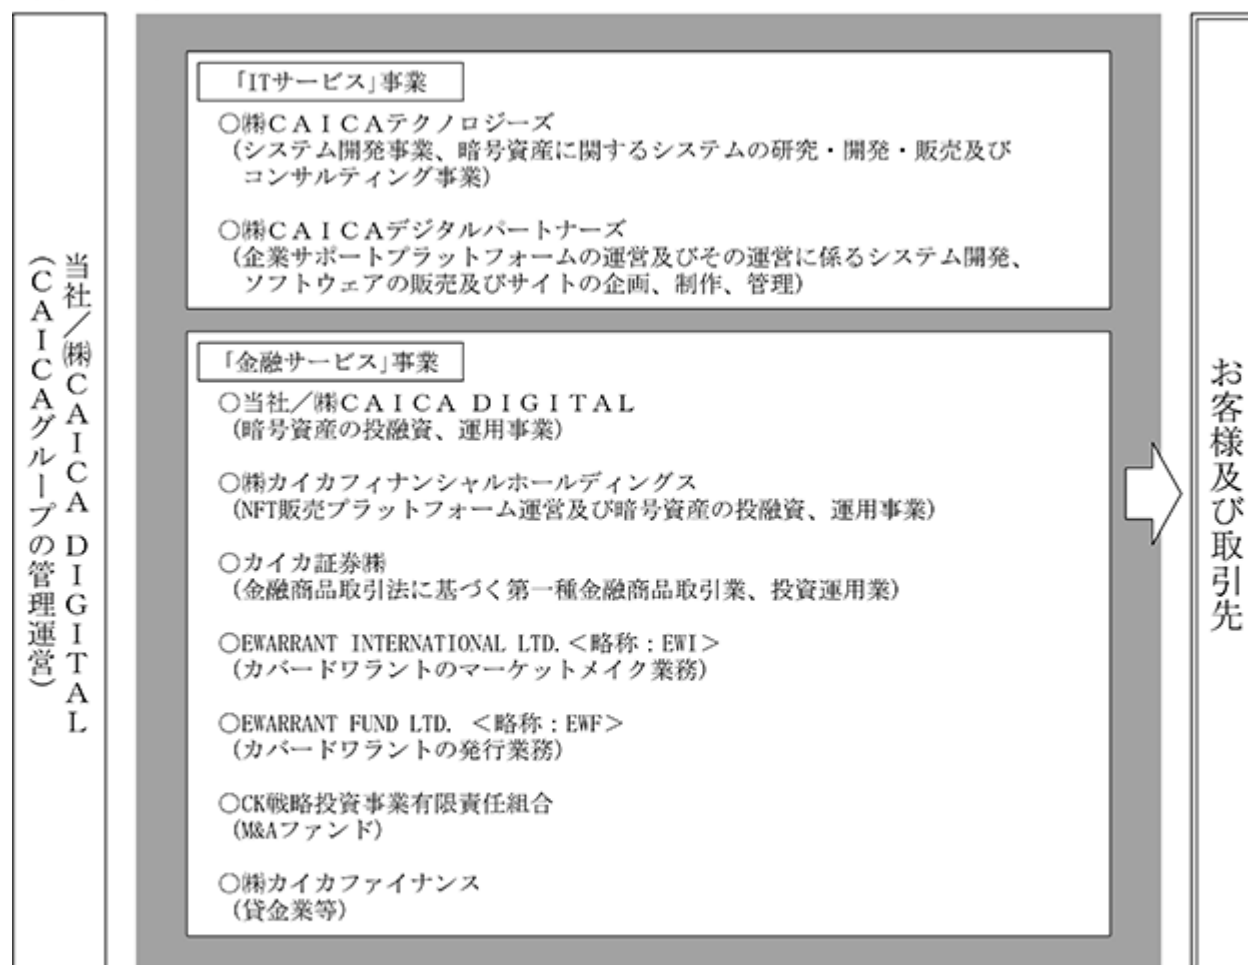 当社／㈱ＣＡＩＣＡ ＤＩＧＩＴＡＬ
（ＣＡＩＣＡグループの管理運営）
「ITサービス」事業
○㈱ＣＡＩＣＡテクノロジーズ
（システム開発事業、暗号資産に関するシステムの研究・開発・販売及び
コンサルティング事業）
○㈱ＣＡＩＣＡデジタルパートナーズ
（企業サポートプラットフォームの運営及びその運営に係るシステム開発、
ソフトウェアの販売及びサイトの企画、制作、管理）
「金融サービス」事業
○当社／㈱ＣＡＩＣＡ ＤＩＧＩＴＡＬ
（暗号資産の投融資、運用事業）
○㈱カイカフィナンシャルホールディングス
（NFT販売プラットフォーム運営及び暗号資産の投融資、運用事業）
○カイカ証券㈱
（金融商品取引法に基づく第一種金融商品取引業、投資運用業）
○EWARRANT INTERNATIONAL LTD.＜略称：EWI＞
（カバードワラントのマーケットメイク業務）
○EWARRANT FUND LTD. ＜略称：EWF＞
（カバードワラントの発行業務）
○CK戦略投資事業有限責任組合
（M&Aファンド）
○㈱カイカファイナンス
（貸金業等）
お客様及び取引先